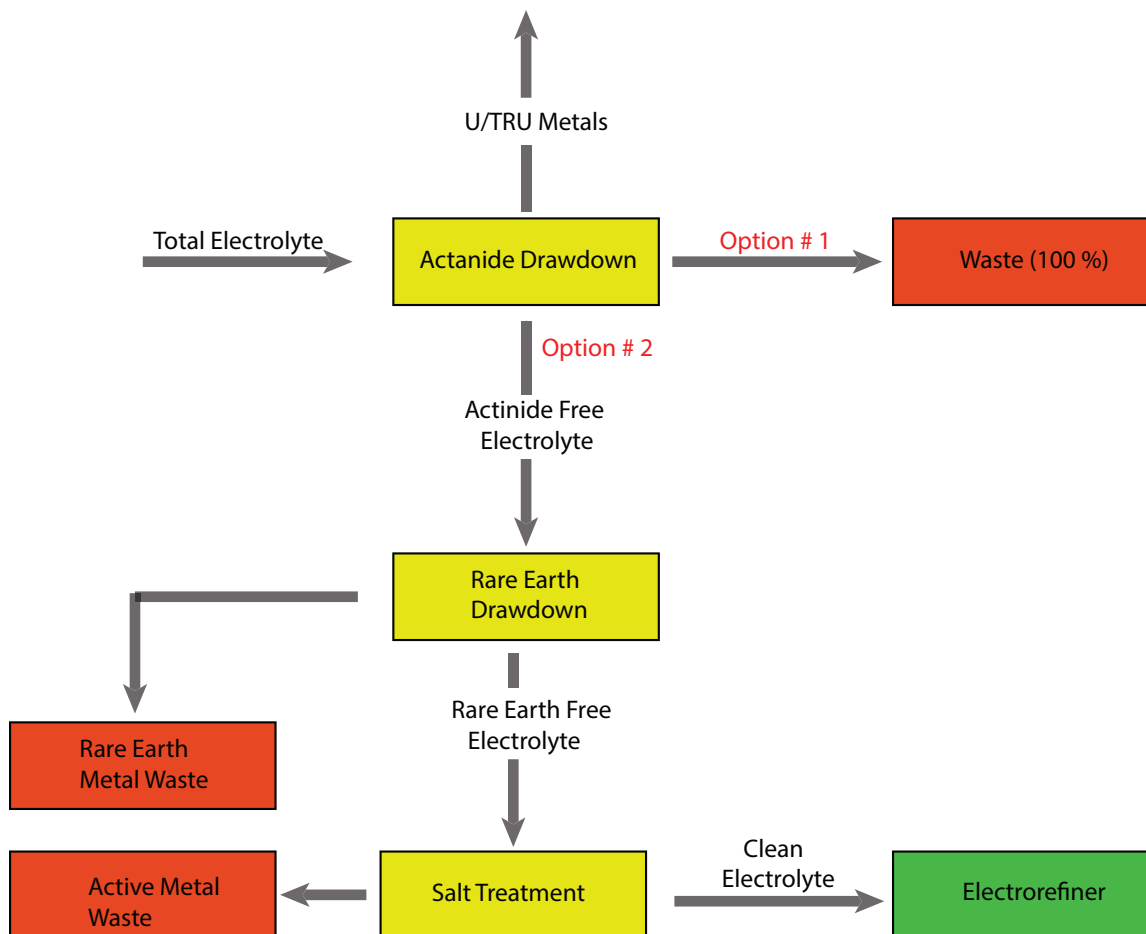 U/TRU Metals
Total Electrolyte
Actanide Drawdown
Option # 1
Waste (100 %)
Option # 2
Actinide Free
Electrolyte
Rare Earth
Drawdown
Rare Earth Free
Electrolyte
Rare Earth
Metal Waste
Active Metal
Waste
Salt Treatment
Clean
Electrolyte
Electrorefiner